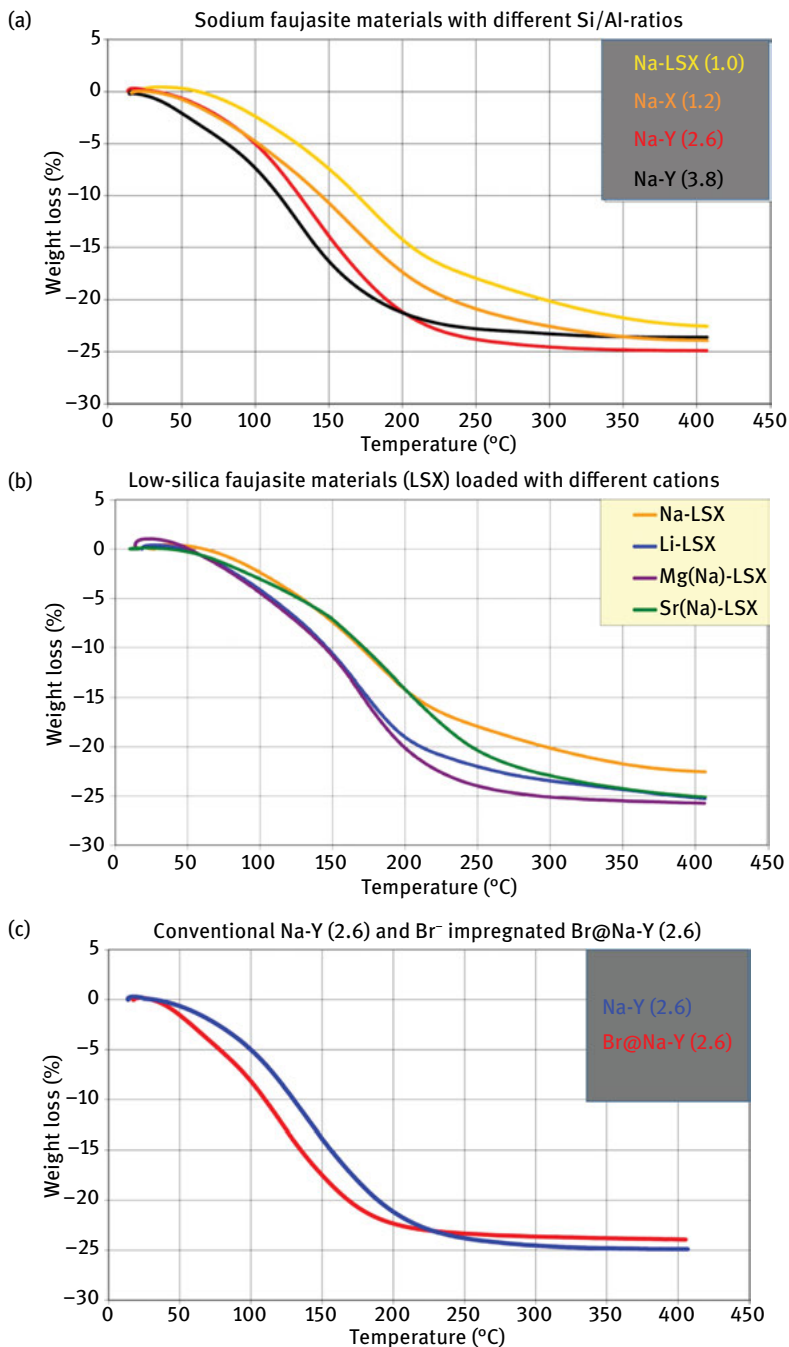 (a)
Sodium faujasite materials with different Si/Al-ratios
5
0
−5
−10
−15
−20
−25
−30
Weight loss (%)
Na-LSX (1.0)
Na-X (1.2)
Na-Y (2.6)
Na-Y (3.8)
0 50 100 150 200 250 300 350 400 450
Temperature (°C)
(b)
Low-silica faujasite materials (LSX) loaded with different cations
5
0
−5
−10
−15
−20
−25
−30
Weight loss (%)
Na-LSX
Li-LSX
Mg(Na)-LSX
Sr(Na)-LSX
0 50 100 150 200 250 300 350 400 450
Temperature (°C)
(c)
Conventional Na-Y (2.6) and Br⁻ impregnated Br@Na-Y (2.6)
5
0
−5
−10
−15
−20
−25
−30
Weight loss (%)
Na-Y (2.6)
Br@Na-Y (2.6)
0 50 100 150 200 250 300 350 400 450
Temperature (°C)